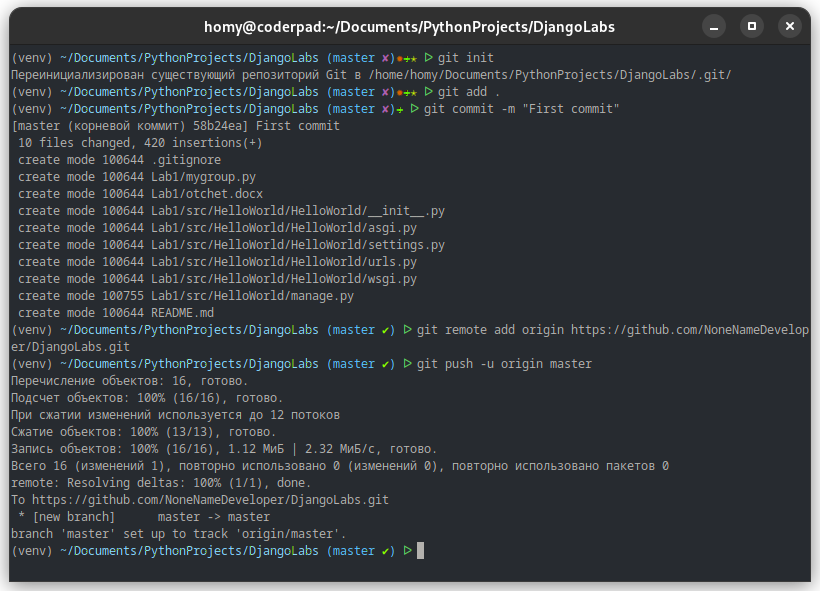 homy@coderpad:~/Documents/PythonProjects/DjangoLabs
(venv) ~/Documents/PythonProjects/DjangoLabs (master ✘)✹✚✭ ▷ git init
Переинициализирован существующий репозиторий Git в /home/homy/Documents/PythonProjects/DjangoLabs/.git/
(venv) ~/Documents/PythonProjects/DjangoLabs (master ✘)✹✚✭ ▷ git add .
(venv) ~/Documents/PythonProjects/DjangoLabs (master ✘)✚ ▷ git commit -m "First commit"
[master (корневой коммит) 58b24ea] First commit
10 files changed, 420 insertions(+)
create mode 100644 .gitignore
create mode 100644 Lab1/mygroup.py
create mode 100644 Lab1/otchet.docx
create mode 100644 Lab1/src/HelloWorld/HelloWorld/__init__.py
create mode 100644 Lab1/src/HelloWorld/HelloWorld/asgi.py
create mode 100644 Lab1/src/HelloWorld/HelloWorld/settings.py
create mode 100644 Lab1/src/HelloWorld/HelloWorld/urls.py
create mode 100644 Lab1/src/HelloWorld/HelloWorld/wsgi.py
create mode 100755 Lab1/src/HelloWorld/manage.py
create mode 100644 README.md
(venv) ~/Documents/PythonProjects/DjangoLabs (master ✔) ▷ git remote add origin https://github.com/NoneNameDevelop
er/DjangoLabs.git
(venv) ~/Documents/PythonProjects/DjangoLabs (master ✔) ▷ git push -u origin master
Перечисление объектов: 16, готово.
Подсчет объектов: 100% (16/16), готово.
При сжатии изменений используется до 12 потоков
Сжатие объектов: 100% (13/13), готово.
Запись объектов: 100% (16/16), 1.12 МиБ | 2.32 МиБ/с, готово.
Всего 16 (изменений 1), повторно использовано 0 (изменений 0), повторно использовано пакетов 0
remote: Resolving deltas: 100% (1/1), done.
To https://github.com/NoneNameDeveloper/DjangoLabs.git
* [new branch]      master -> master
branch 'master' set up to track 'origin/master'.
(venv) ~/Documents/PythonProjects/DjangoLabs (master ✔) ▷